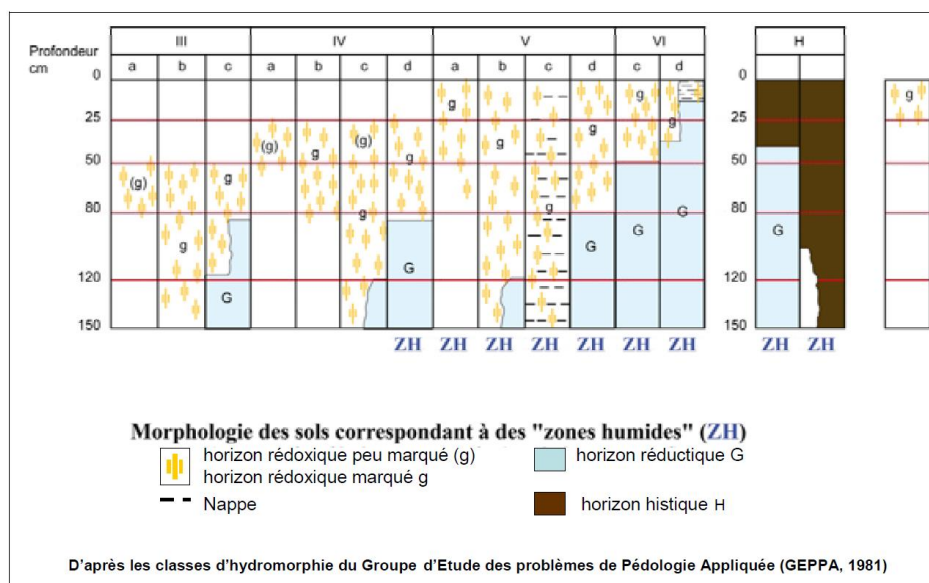 III IV V VI H
Profondeur
cm
a b c a b c d a b c d c d
0
25
50
80
120
150
0
25
50
80
120
150
(g) g g G g
(g) g (g) g g G
g g g g G
g G g G
G
g
ZH ZH ZH ZH ZH ZH ZH ZH ZH
Morphologie des sols correspondant à des "zones humides" (ZH)
horizon rédoxique peu marqué (g)
horizon rédoxique marqué g
Nappe
horizon réductique G
horizon histique H
D'après les classes d'hydromorphie du Groupe d'Etude des problèmes de Pédologie Appliquée (GEPPA, 1981)